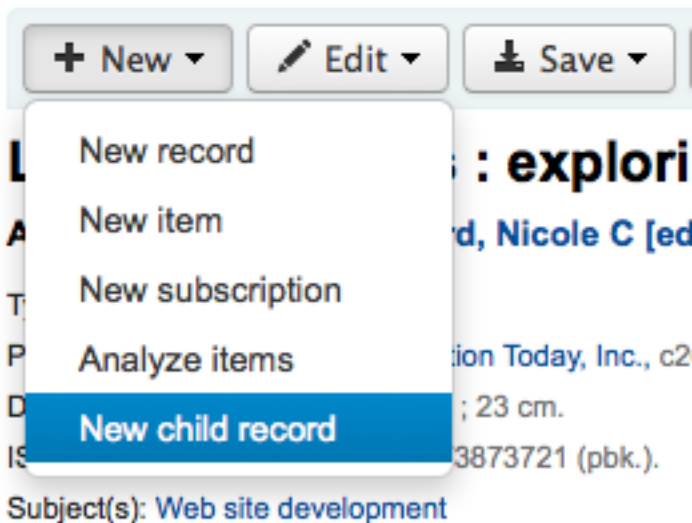 + New Edit Save
New record
: explori
New item
rd, Nicole C [ed
New subscription
Analyze items
tion Today, Inc., c2
New child record
; 23 cm.
3873721 (pbk.).
Subject(s): Web site development